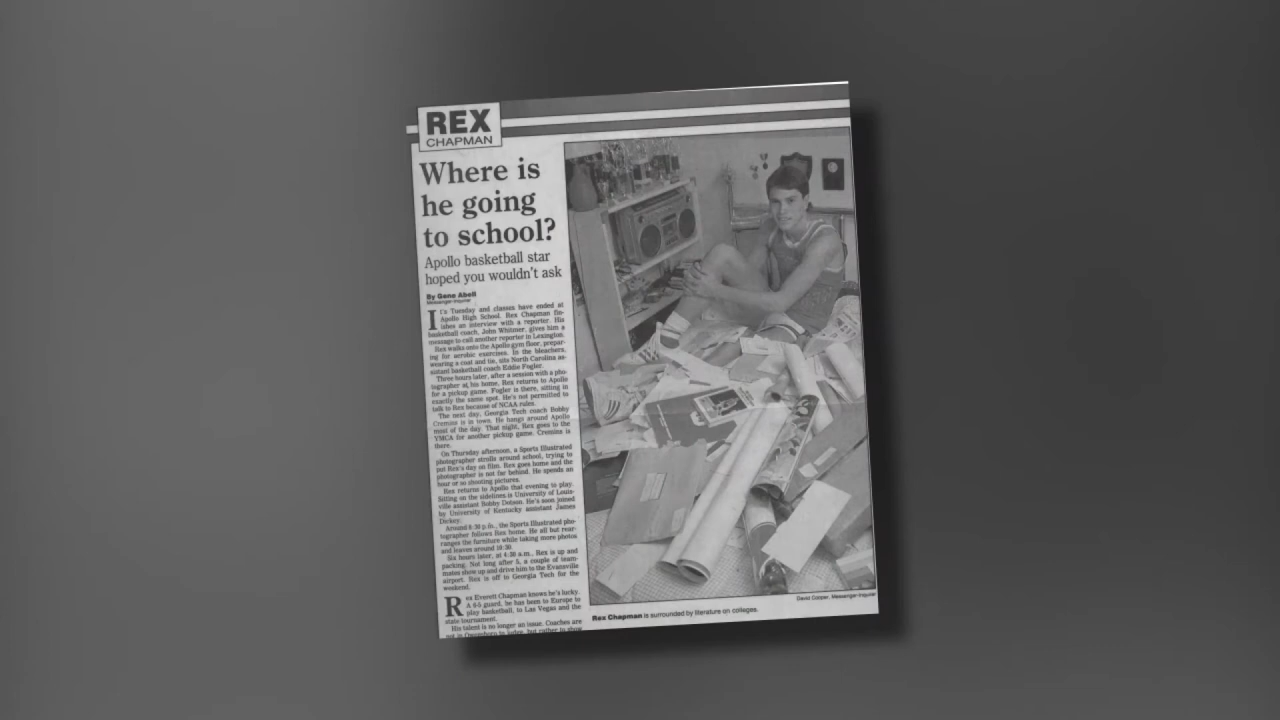 REX
CHAPMAN
Where is
he going
to school?
Apollo basketball star
hoped you wouldn't ask
By Gene Abell
Messenger-Inquirer
It's Tuesday and classes have ended at
Apollo High School. Rex Chapman fin-
ishes an interview with a reporter. His
basketball coach, John Whitmer, gives him a
message to call another reporter in Lexington.
Rex walks onto the Apollo gym floor, prepar-
ing for aerobic exercises. In the bleachers,
wearing a coat and tie, sits North Carolina as-
sistant basketball coach Eddie Fogler.
Three hours later, after a session with a pho-
tographer at his home, Rex returns to Apollo
for a pickup game. Fogler is there, sitting in
exactly the same spot. He's not permitted to
talk to Rex because of NCAA rules.
The next day, Georgia Tech coach Bobby
Cremins is in town. He hangs around Apollo
most of the day. That night, Rex goes to the
YMCA for another pickup game. Cremins is
there.
On Thursday afternoon, a Sports Illustrated
photographer strolls around school, trying to
put Rex's day on film. Rex goes home and the
photographer is not far behind. He spends an
hour or so shooting pictures.
Rex returns to Apollo that evening to play.
Sitting on the sidelines is University of Louis-
ville assistant Bobby Dotson. He's soon joined
by University of Kentucky assistant James
Dickey.
Around 8:30 p.m., the Sports Illustrated pho-
tographer follows Rex home. He all but rear-
ranges the furniture while taking more photos
and leaves around 10:30.
Six hours later, at 4:30 a.m., Rex is up and
packing. Not long after 5, a couple of team-
mates show up and drive him to the Evansville
airport. Rex is off to Georgia Tech for the
weekend.
Rex Everett Chapman knows he's lucky.
A 6-5 guard, he has been to Europe to
play basketball, to Las Vegas and the
state tournament.
His talent is no longer an issue. Coaches are
not in Owensboro to judge, but rather to show
David Cooper, Messenger-Inquirer
Rex Chapman is surrounded by literature on colleges.